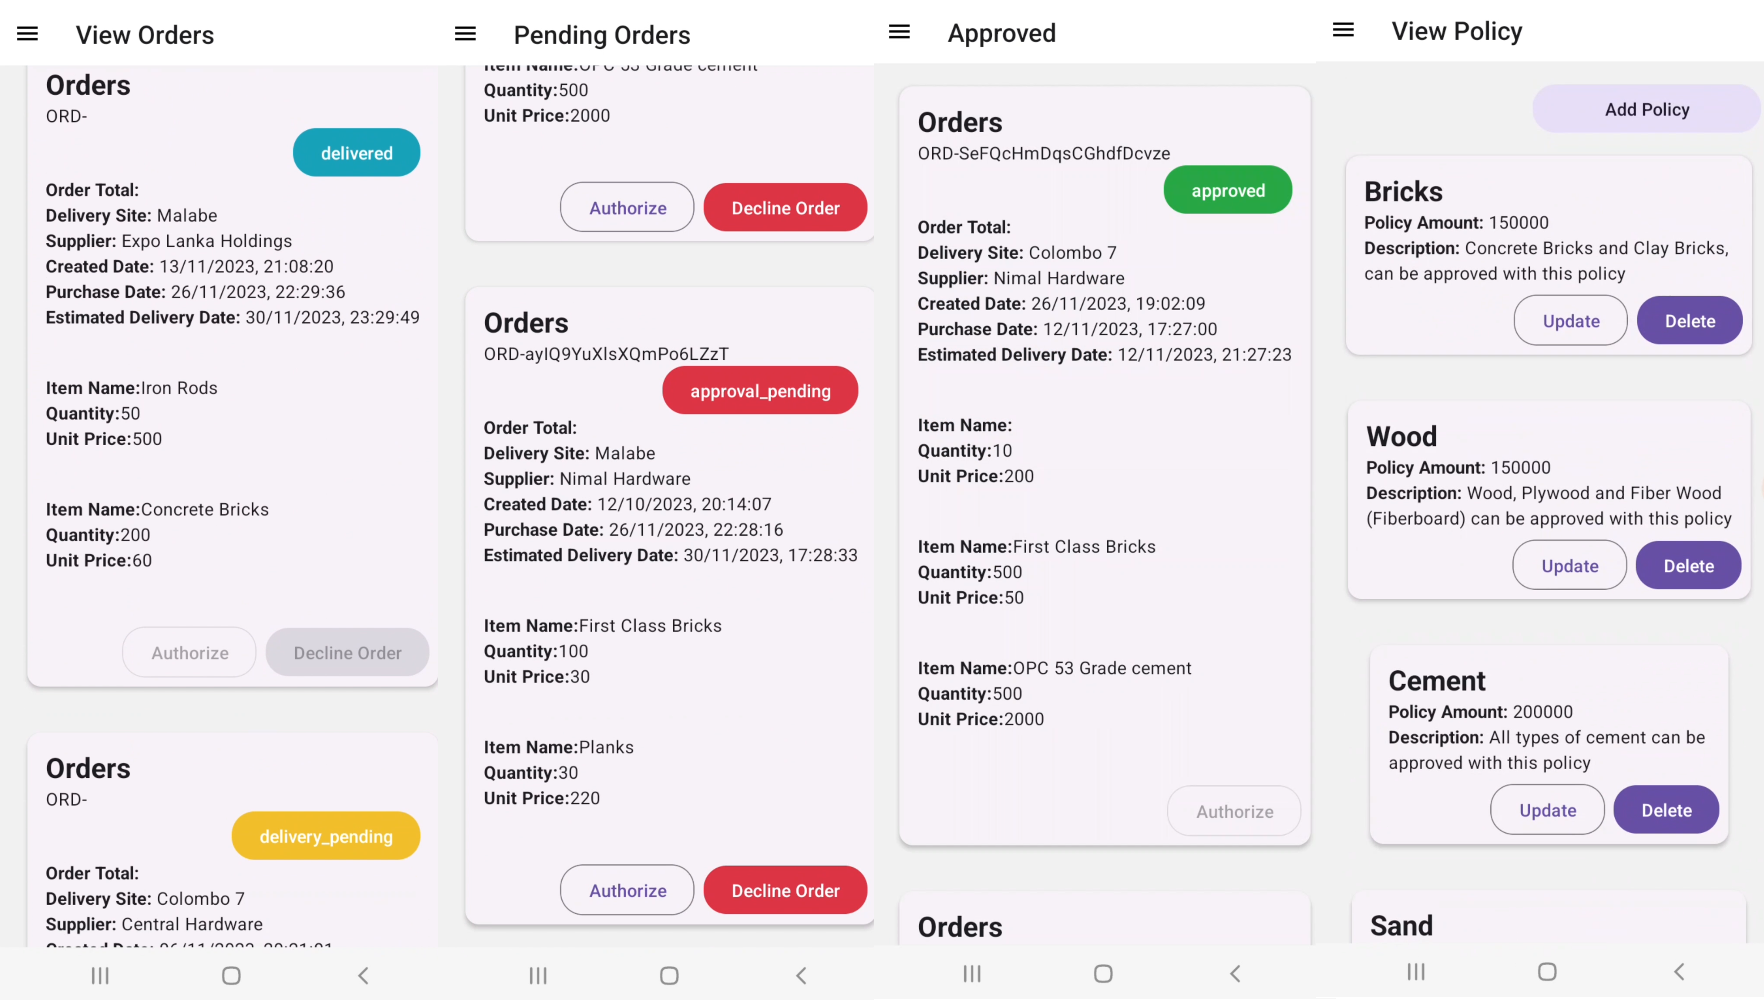 View Orders
Orders
ORD-
delivered
Order Total:
Delivery Site: Malabe
Supplier: Expo Lanka Holdings
Created Date: 13/11/2023, 21:08:20
Purchase Date: 26/11/2023, 22:29:36
Estimated Delivery Date: 30/11/2023, 23:29:49
Item Name:Iron Rods
Quantity:50
Unit Price:500
Item Name:Concrete Bricks
Quantity:200
Unit Price:60
Authorize
Decline Order
Orders
ORD-
delivery_pending
Order Total:
Delivery Site: Colombo 7
Supplier: Central Hardware
Pending Orders
Item Name:OPC 53 Grade cement
Quantity:500
Unit Price:2000
Authorize
Decline Order
Orders
ORD-aylQ9YuXlsXQmPo6LZzT
approval_pending
Order Total:
Delivery Site: Malabe
Supplier: Nimal Hardware
Created Date: 12/10/2023, 20:14:07
Purchase Date: 26/11/2023, 22:28:16
Estimated Delivery Date: 30/11/2023, 17:28:33
Item Name:First Class Bricks
Quantity:100
Unit Price:30
Item Name:Planks
Quantity:30
Unit Price:220
Authorize
Decline Order
Approved
Orders
ORD-SeFQcHmDqsCGhdfDcvze
approved
Order Total:
Delivery Site: Colombo 7
Supplier: Nimal Hardware
Created Date: 26/11/2023, 19:02:09
Purchase Date: 12/11/2023, 17:27:00
Estimated Delivery Date: 12/11/2023, 21:27:23
Item Name:
Quantity:10
Unit Price:200
Item Name:First Class Bricks
Quantity:500
Unit Price:50
Item Name:OPC 53 Grade cement
Quantity:500
Unit Price:2000
Authorize
Orders
View Policy
Add Policy
Bricks
Policy Amount: 150000
Description: Concrete Bricks and Clay Bricks,
can be approved with this policy
Update
Delete
Wood
Policy Amount: 150000
Description: Wood, Plywood and Fiber Wood
(Fiberboard) can be approved with this policy
Update
Delete
Cement
Policy Amount: 200000
Description: All types of cement can be
approved with this policy
Update
Delete
Sand